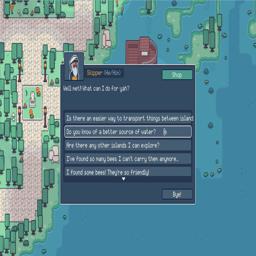 Skipper (He/Him)
Shop
Well met! What can I do for yah?
Is there an easier way to transport things between island
Do you know of a better source of water?
Are there any other islands I can explore?
I've found so many bees I can't carry them anymore...
I found some bees! They're so friendly!
Bye!